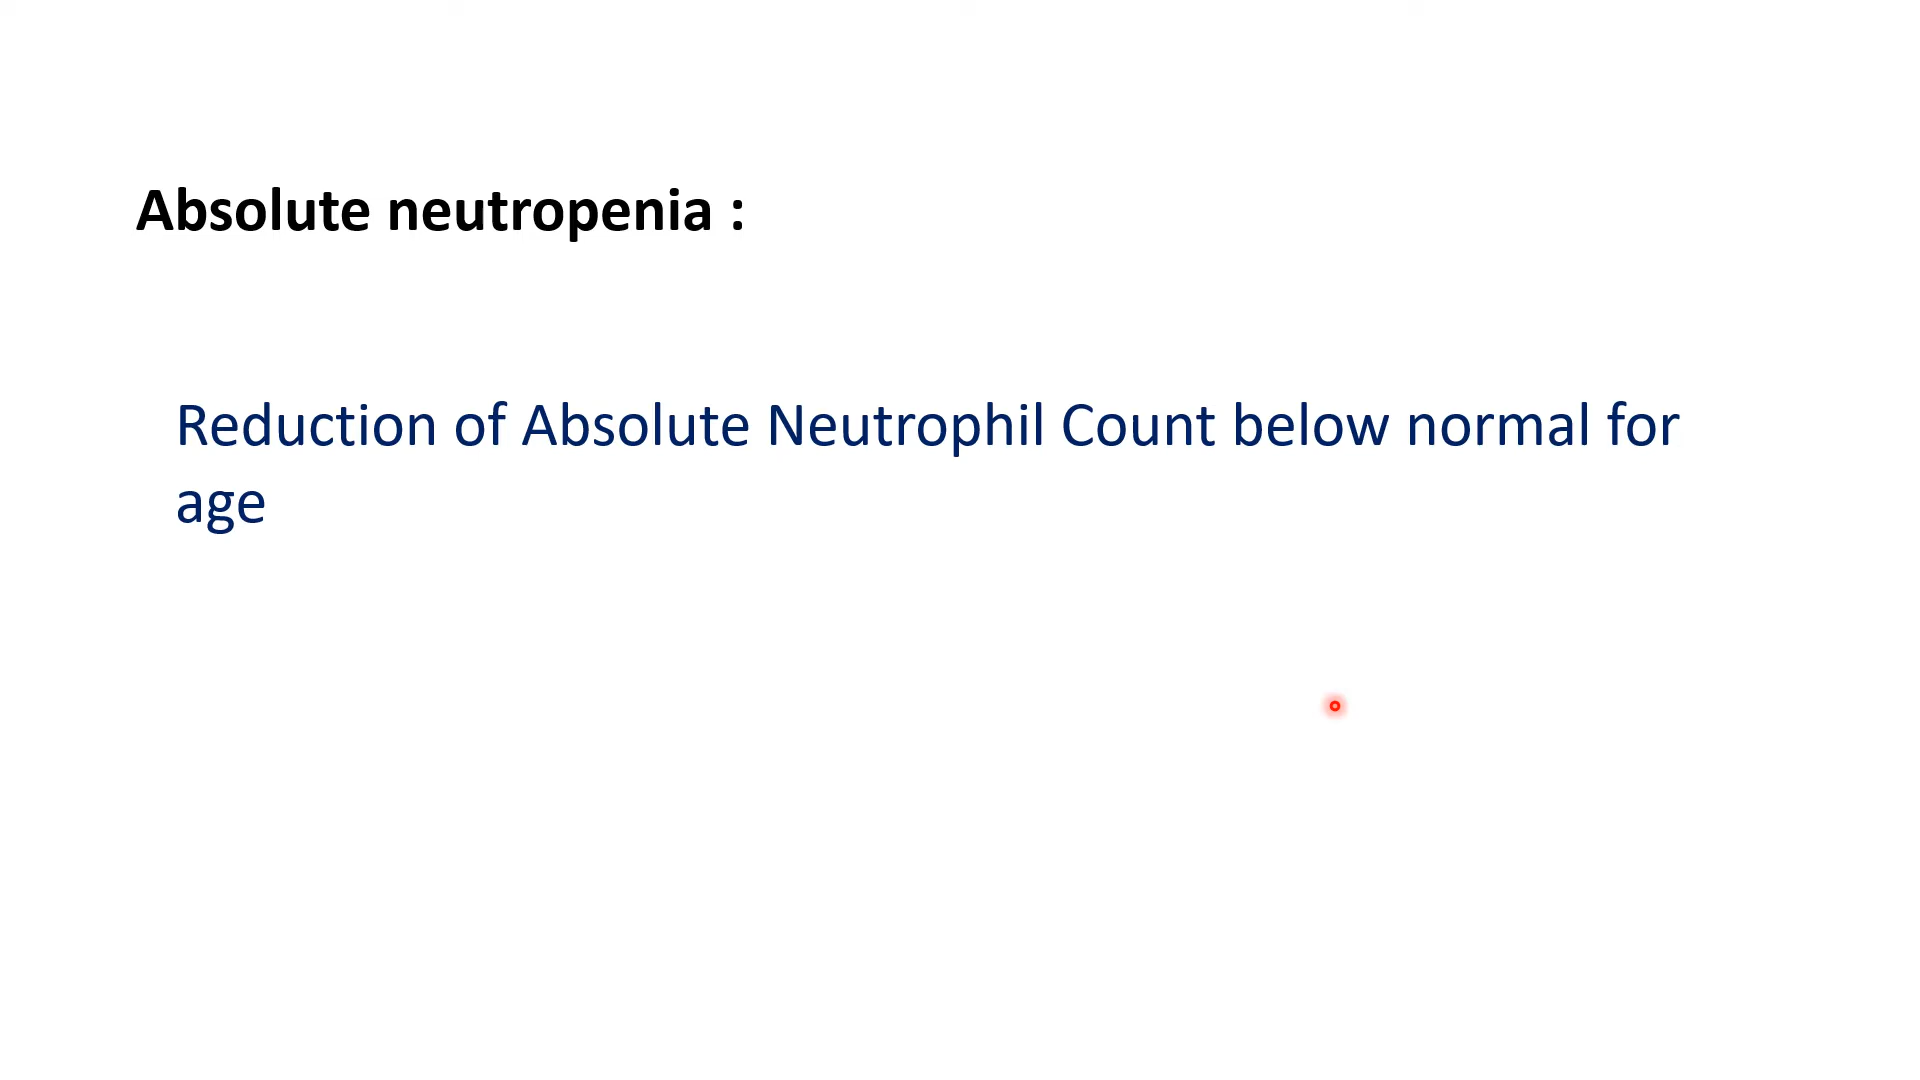 Absolute neutropenia :
Reduction of Absolute Neutrophil Count below normal for
age